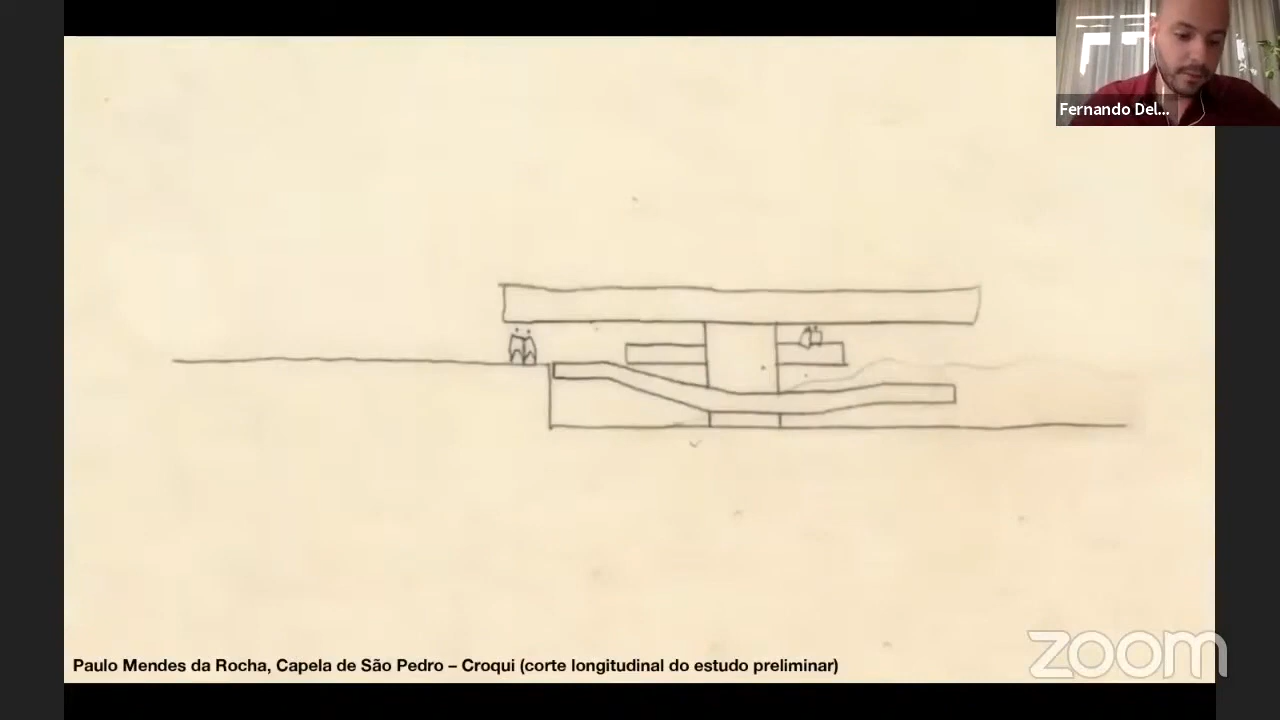 Fernando Del...
Paulo Mendes da Rocha, Capela de São Pedro – Croqui (corte longitudinal do estudo preliminar)
zoom